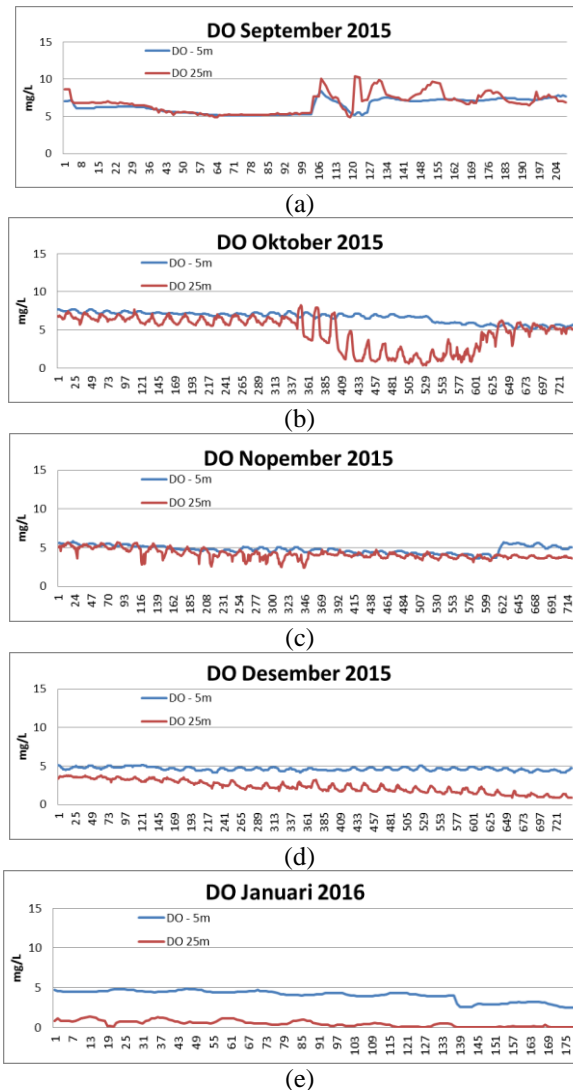 DO September 2015
15
DO - 5m
DO 25m
10
mg/L
5
0
1 8 15 22 29 36 43 50 57 64 71 78 85 92 99 106 113 120 127 134 141 148 155 162 169 176 183 190 197 204
(a)
DO Oktober 2015
15
DO - 5m
DO 25m
10
mg/L
5
0
1 25 49 73 97 121 145 169 193 217 241 265 289 313 337 361 385 409 433 457 481 505 529 553 577 601 625 649 673 697 721
(b)
DO Nopember 2015
15
DO - 5m
DO 25m
10
mg/L
5
0
1 24 47 70 93 116 139 162 185 208 231 254 277 300 323 346 369 392 415 438 461 484 507 530 553 576 599 622 645 668 691 714
(c)
DO Desember 2015
15
DO - 5m
DO 25m
10
mg/L
5
0
1 25 49 73 97 121 145 169 193 217 241 265 289 313 337 361 385 409 433 457 481 505 529 553 577 601 625 649 673 697 721
(d)
DO Januari 2016
15
DO - 5m
DO 25m
10
mg/L
5
0
1 7 13 19 25 31 37 43 49 55 61 67 73 79 85 91 97 103 109 115 121 127 133 139 145 151 157 163 169 175
(e)